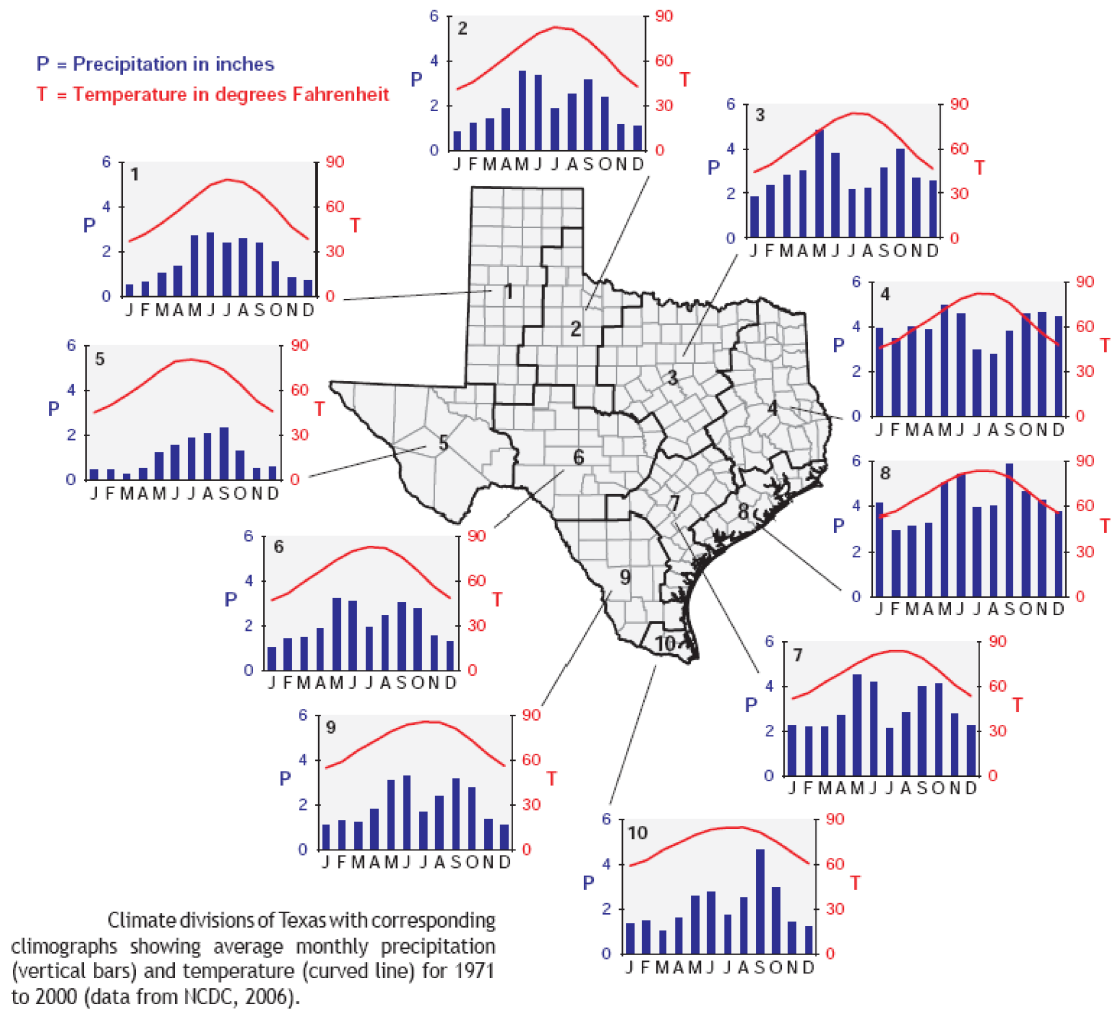 P = Precipitation in inches
T = Temperature in degrees Fahrenheit
2
6
4
2
0
P
90
60
30
0
T
J F M A M J J A S O N D
3
6
4
2
0
P
90
60
30
0
T
J F M A M J J A S O N D
1
6
4
2
0
P
90
60
30
0
T
J F M A M J J A S O N D
4
6
4
2
0
P
90
60
30
0
T
J F M A M J J A S O N D
5
6
4
2
0
P
90
60
30
0
T
J F M A M J J A S O N D
1
2
3
4
5
6
7
8
9
10
8
6
4
2
0
P
90
60
30
0
T
J F M A M J J A S O N D
6
6
4
2
0
P
90
60
30
0
T
J F M A M J J A S O N D
7
6
4
2
0
P
90
60
30
0
T
J F M A M J J A S O N D
9
6
4
2
0
P
90
60
30
0
T
J F M A M J J A S O N D
10
6
4
2
0
P
90
60
30
0
T
J F M A M J J A S O N D
Climate divisions of Texas with corresponding
climographs showing average monthly precipitation
(vertical bars) and temperature (curved line) for 1971
to 2000 (data from NCDC, 2006).